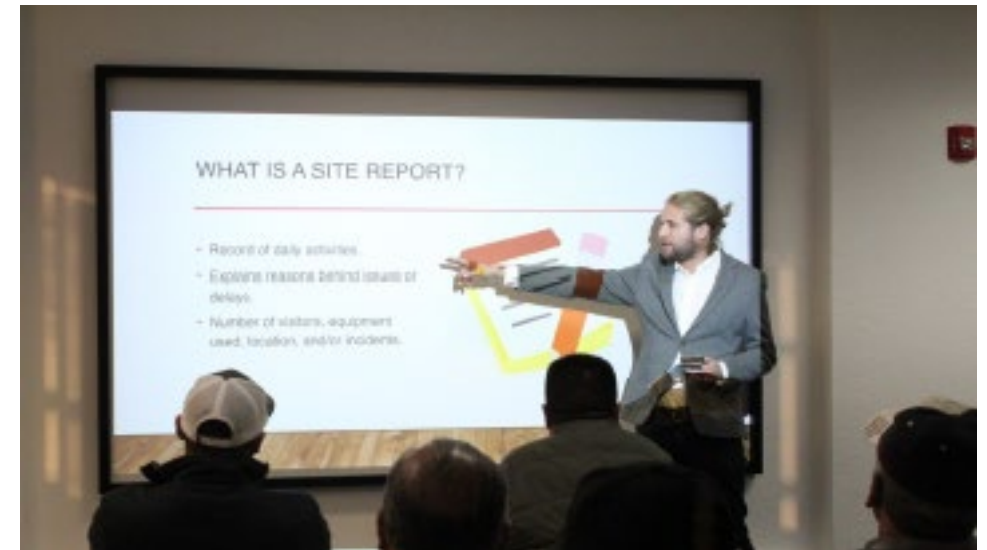 WHAT IS A SITE REPORT?
- Record of daily activities.
- Explains reasons behind issues or
delays.
- Number of visitors, equipment
used, location, and/or incidents.